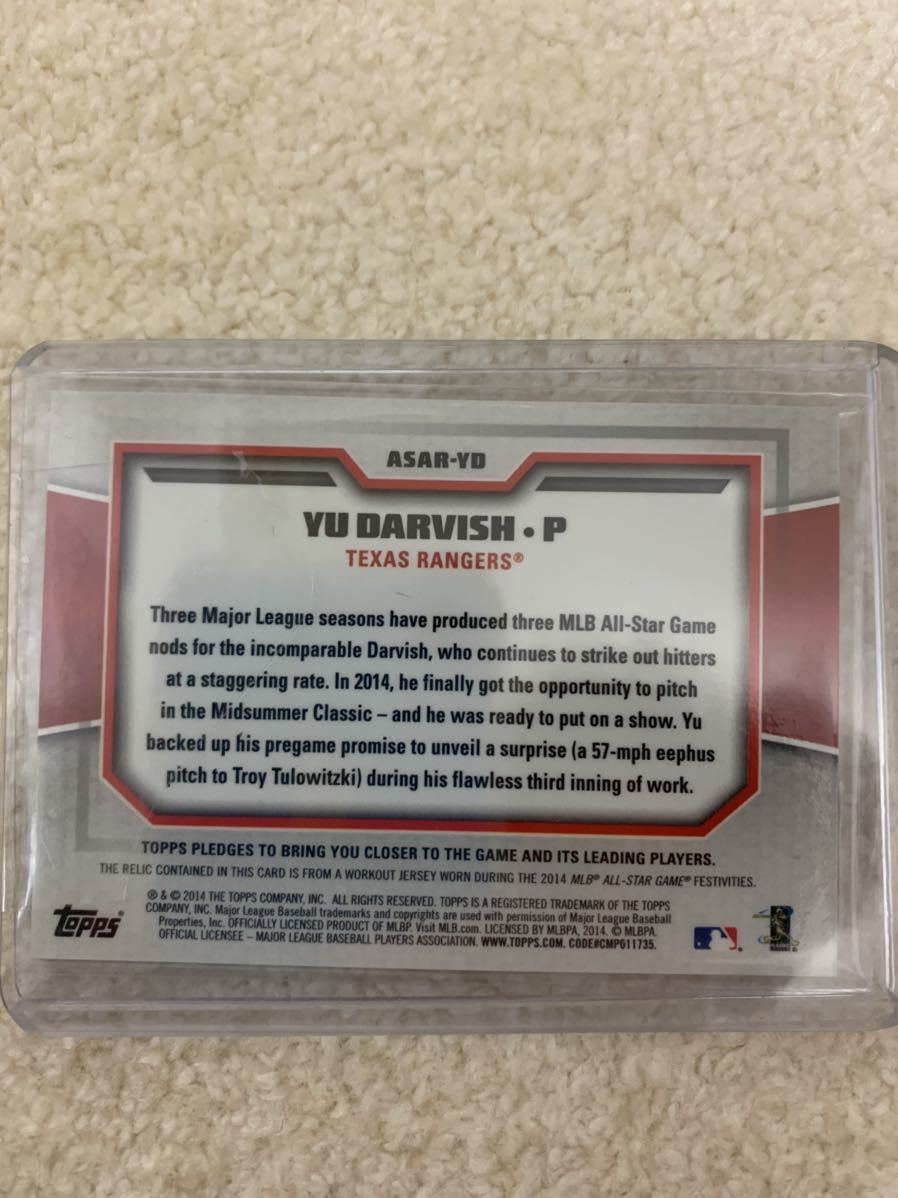 ASAR-YD
YU DARVISH • P
TEXAS RANGERS®
Three Major League seasons have produced three MLB All-Star Game
nods for the incomparable Darvish, who continues to strike out hitters
at a staggering rate. In 2014, he finally got the opportunity to pitch
in the Midsummer Classic – and he was ready to put on a show. Yu
backed up his pregame promise to unveil a surprise (a 57-mph eephus
pitch to Troy Tulowitzki) during his flawless third inning of work.
TOPPS PLEDGES TO BRING YOU CLOSER TO THE GAME AND ITS LEADING PLAYERS.
THE RELIC CONTAINED IN THIS CARD IS FROM A WORKOUT JERSEY WORN DURING THE 2014 MLB® ALL-STAR GAME® FESTIVITIES.
® & © 2014 THE TOPPS COMPANY, INC. ALL RIGHTS RESERVED. TOPPS IS A REGISTERED TRADEMARK OF THE TOPPS
COMPANY, INC. Major League Baseball trademarks and copyrights are used with permission of Major League Baseball
Properties, Inc. OFFICIALLY LICENSED PRODUCT OF MLBP. Visit MLB.com. LICENSED BY MLBPA, 2014. © MLBPA.
OFFICIAL LICENSEE – MAJOR LEAGUE BASEBALL PLAYERS ASSOCIATION. WWW.TOPPS.COM. CODE#CMPG11735.
topps®